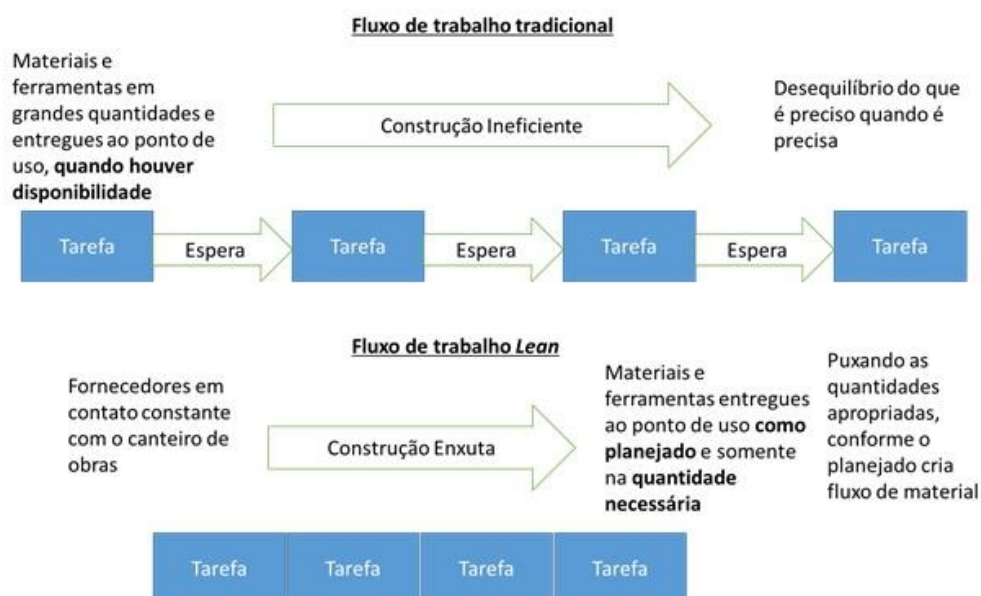 Fluxo de trabalho tradicional
Materiais e
ferramentas em
grandes quantidades e
entregues ao ponto de
uso, quando houver
disponibilidade
Construção Ineficiente
Desequilíbrio do que
é preciso quando é
precisa
Tarefa
Espera
Tarefa
Espera
Tarefa
Espera
Tarefa
Fluxo de trabalho Lean
Fornecedores em
contato constante
com o canteiro de
obras
Construção Enxuta
Materiais e
ferramentas entregues
ao ponto de uso como
planejado e somente
na quantidade
necessária
Puxando as
quantidades
apropriadas,
conforme o
planejado cria
fluxo de material
Tarefa
Tarefa
Tarefa
Tarefa